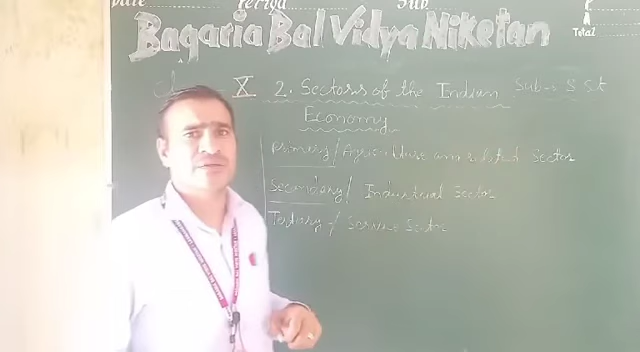 Date Period Sub P
A
Total
Bagaria Bal Vidya Niketan
X 2. Sectors of the Indian Sub-S St
Economy
Primary/Agriculture and related Sector
Secondary/ Industrial Sector
Tertiary/ Service Sector